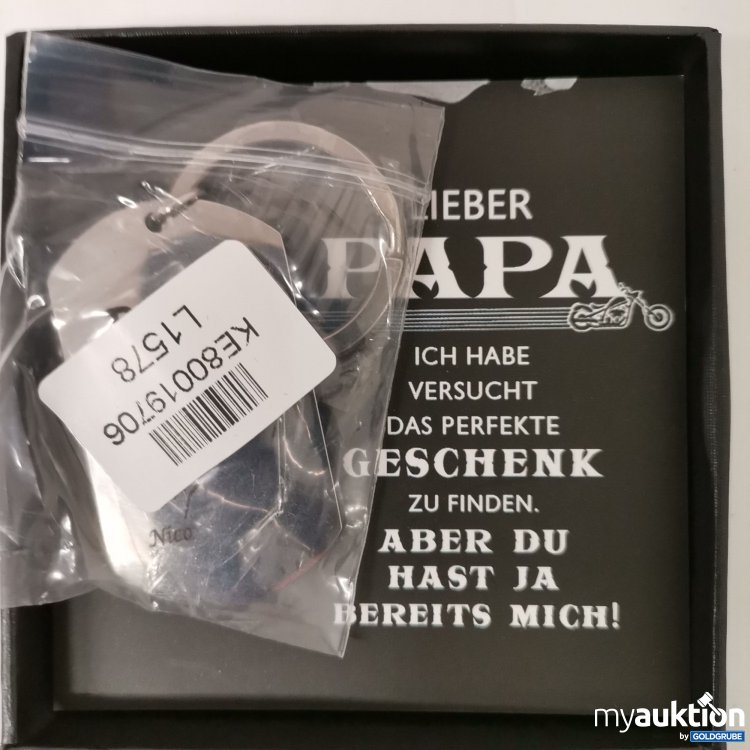 LIEBER
PAPA
ICH HABE
VERSUCHT
DAS PERFEKTE
GESCHENK
ZU FINDEN.
ABER DU
HAST JA
BEREITS MICH!
KE80019706
L1578
Nico
myauktion
by GOLDGRUBE